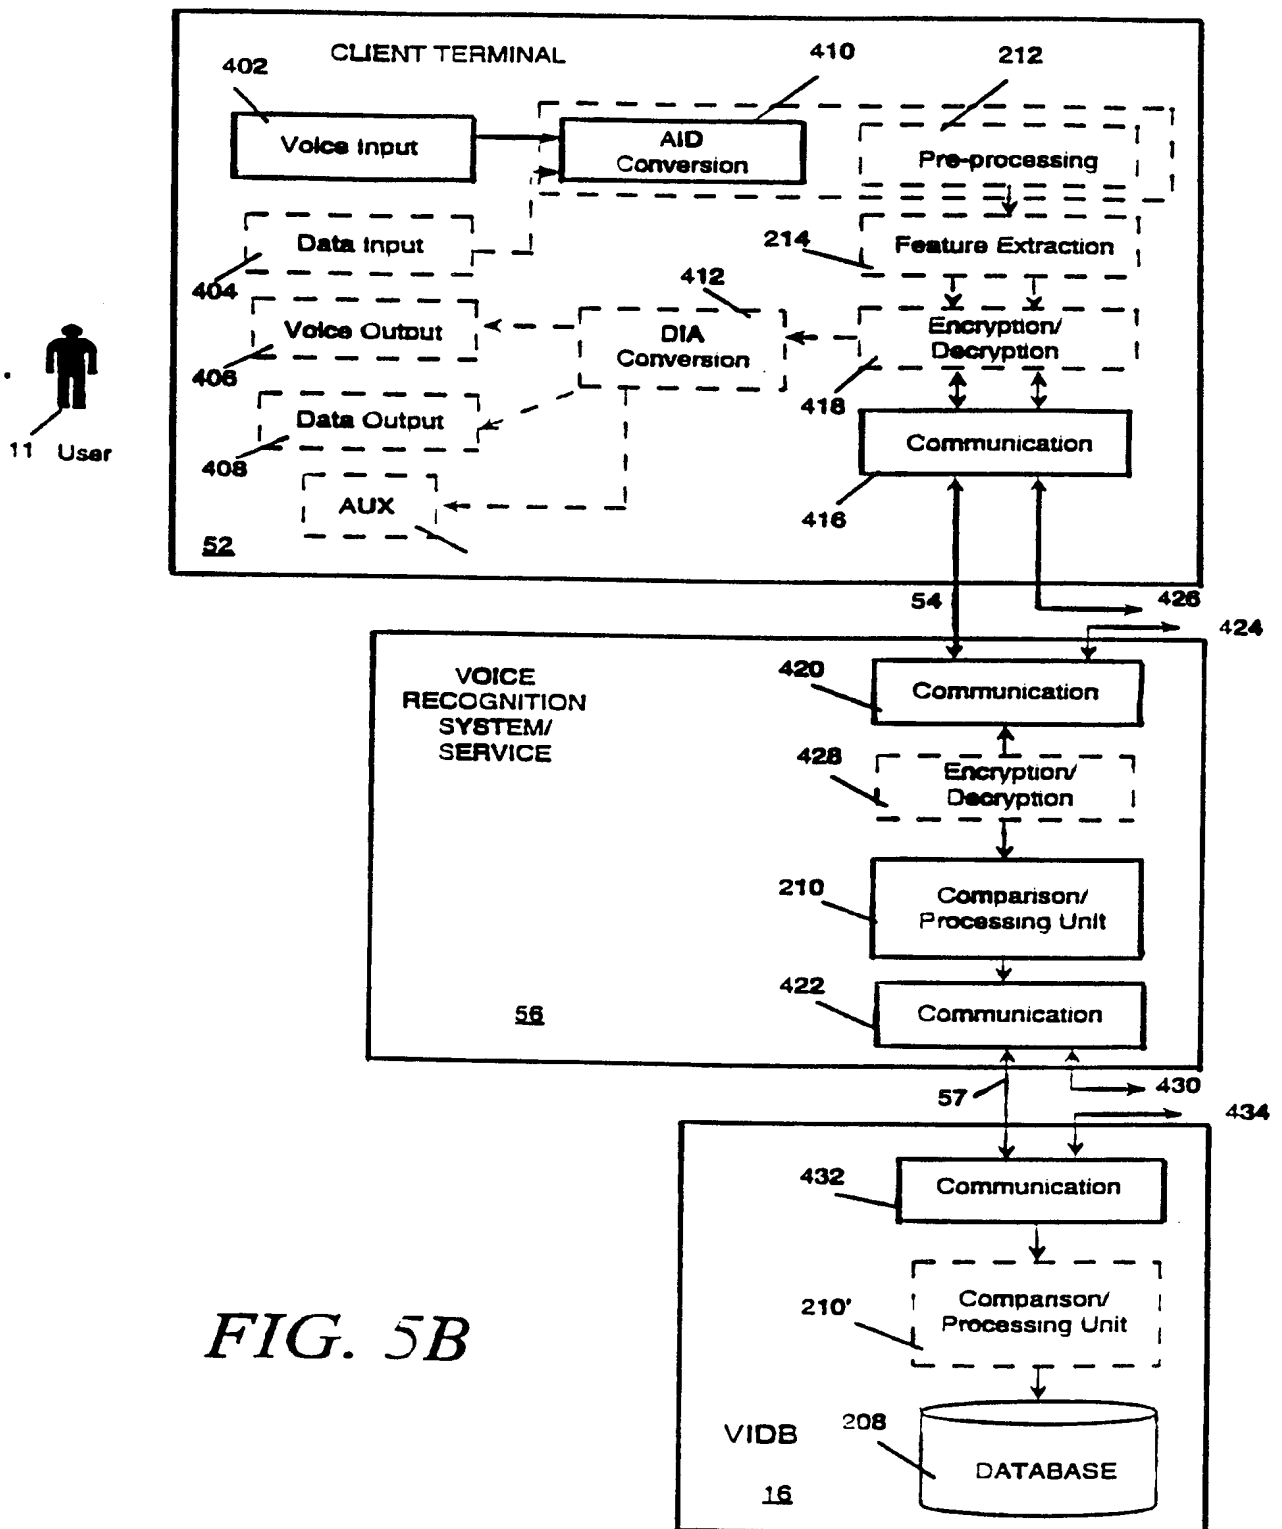 CLIENT TERMINAL
402
410
212
Voice Input
AID
Conversion
Pre-processing
Data Input
404
214
Feature Extraction
412
Voice Output
406
DIA
Conversion
Encryption/
Decryption
418
Data Output
408
Communication
416
AUX
52
11 User
54
426
424
VOICE
RECOGNITION
SYSTEM/
SERVICE
420
Communication
428
Encryption/
Decryption
210
Comparison/
Processing Unit
422
Communication
56
57
430
434
432
Communication
210'
Comparison/
Processing Unit
208
DATABASE
VIDB
16
FIG. 5B